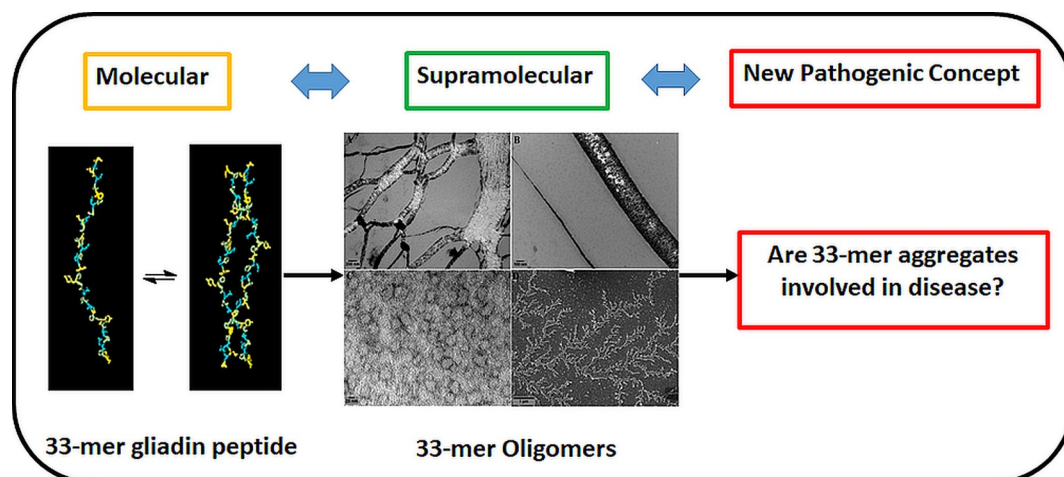 Molecular
Supramolecular
New Pathogenic Concept
A
B
Are 33-mer aggregates
involved in disease?
33-mer gliadin peptide
33-mer Oligomers